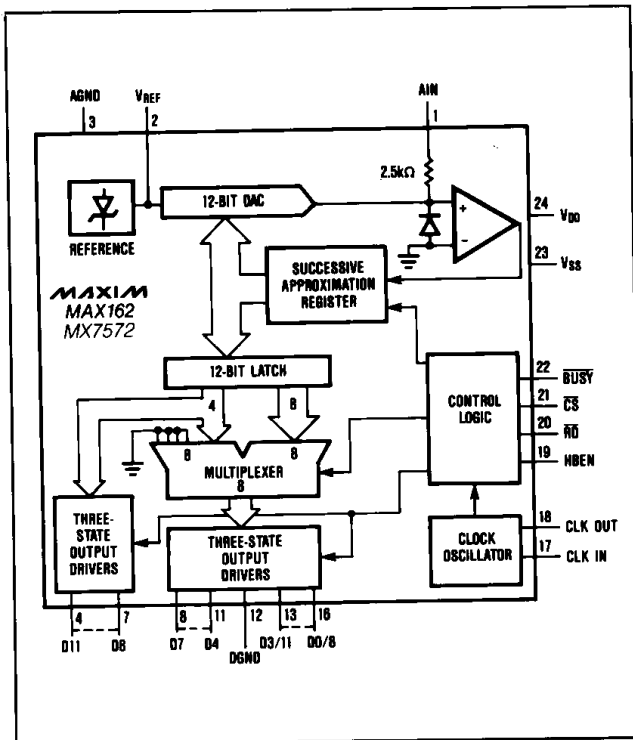 AGND
3
VREF
2
AIN
1
2.5kΩ
REFERENCE
12-BIT DAC
+
-
24
VDD
23
VSS
SUCCESSIVE
APPROXIMATION
REGISTER
MAXIM
MAX162
MX7572
12-BIT LATCH
4
8
8
8
MULTIPLEXER
8
CONTROL
LOGIC
22
BUSY
21
CS
20
RD
19
HBEN
THREE-
STATE
OUTPUT
DRIVERS
THREE-STATE
OUTPUT
DRIVERS
CLOCK
OSCILLATOR
18
CLK OUT
17
CLK IN
4
7
8
11
12
13
16
D11
D8
D7
D4
DGND
D3/11
D0/8